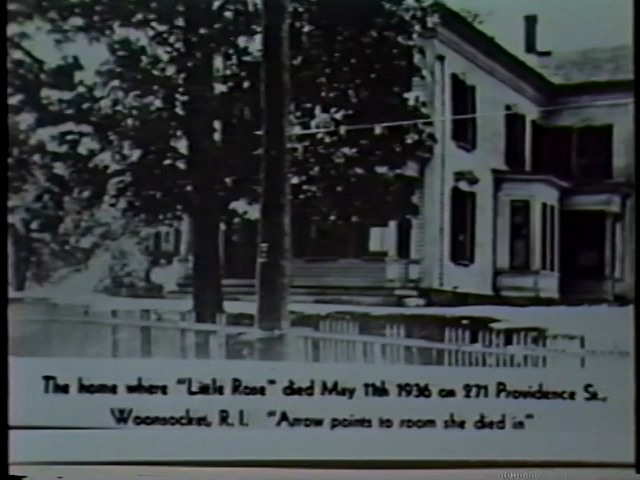 The home where "Little Rose" died May 11th 1936 on 271 Providence St.,
Woonsocket, R. I. "Arrow points to room she died in"